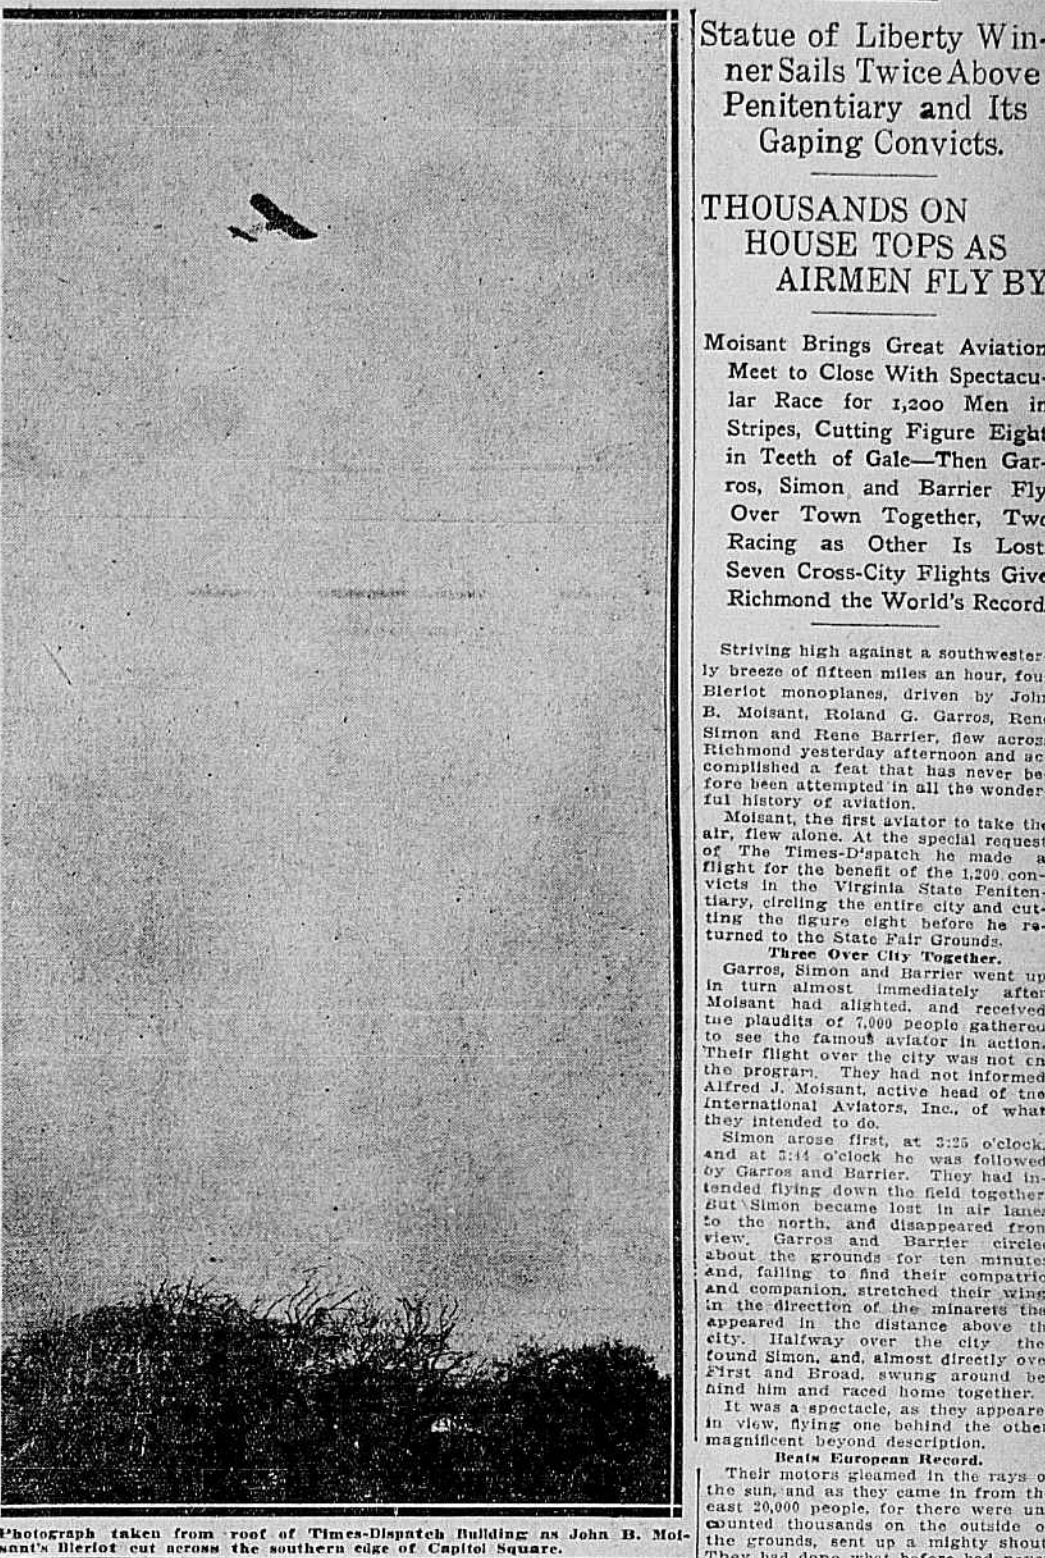 Statue of Liberty Win-
ner Sails Twice Above
Penitentiary and Its
Gaping Convicts.
THOUSANDS ON
HOUSE TOPS AS
AIRMEN FLY BY
Moisant Brings Great Aviation
Meet to Close With Spectacu-
lar Race for 1,200 Men in
Stripes, Cutting Figure Eight
in Teeth of Gale—Then Gar-
ros, Simon and Barrier Fly
Over Town Together, Two
Racing as Other Is Lost.
Seven Cross-City Flights Give
Richmond the World's Record.
Striving high against a southwester-
ly breeze of fifteen miles an hour, fou
Bleriot monoplanes, driven by John
B. Moisant, Roland G. Garros, Rene
Simon and Rene Barrier, flew across
Richmond yesterday afternoon and ac-
complished a feat that has never be-
fore been attempted in all the wonder-
ful history of aviation.
Moisant, the first aviator to take the
air, flew alone. At the special request
of The Times-D'spatch he made a
flight for the benefit of the 1,200 con-
victs in the Virginia State Peniten-
tiary, circling the entire city and cut-
ting the figure eight before he re-
turned to the State Fair Grounds.
Three Over City Together.
Garros, Simon and Barrier went up
in turn almost immediately after
Moisant had alighted, and received
the plaudits of 7,000 people gathered
to see the famous aviator in action.
Their flight over the city was not on
the program. They had not informed
Alfred J. Moisant, active head of the
International Aviators, Inc., of what
they intended to do.
Simon arose first, at 3:25 o'clock,
and at 3:44 o'clock he was followed
by Garros and Barrier. They had in-
tended flying down the field together
But Simon became lost in air lanes
to the north, and disappeared from
view. Garros and Barrier circle
about the grounds for ten minutes
and, failing to find their compatrio
and companion, stretched their wing
in the direction of the minarets tha
appeared in the distance above th
city. Halfway over the city the
found Simon, and, almost directly ove
First and Broad, swung around be
hind him and raced home together.
It was a spectacle, as they appeare
in view, flying one behind the other
magnificent beyond description.
Beats European Record.
Their motors gleamed in the rays o
the sun, and as they came in from th
east 20,000 people, for there were un
counted thousands on the outside o
the grounds, sent up a mighty shout
They had done what before had never
Photograph taken from roof of Times-Dispatch Building as John B. Moi-
sant's Bleriot cut across the southern edge of Capitol Square.